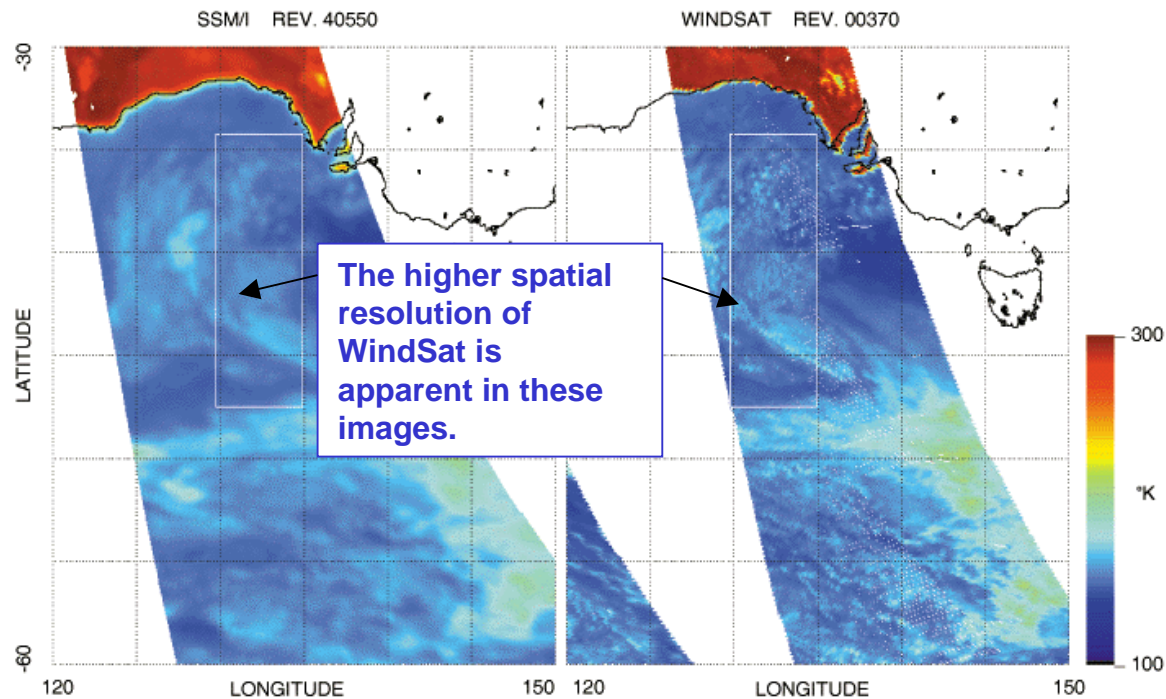 SSM/I REV. 40550
WINDSAT REV. 00370
-30
LATITUDE
-60
The higher spatial
resolution of
WindSat is
apparent in these
images.
300
°K
100
120
LONGITUDE
150
120
LONGITUDE
150